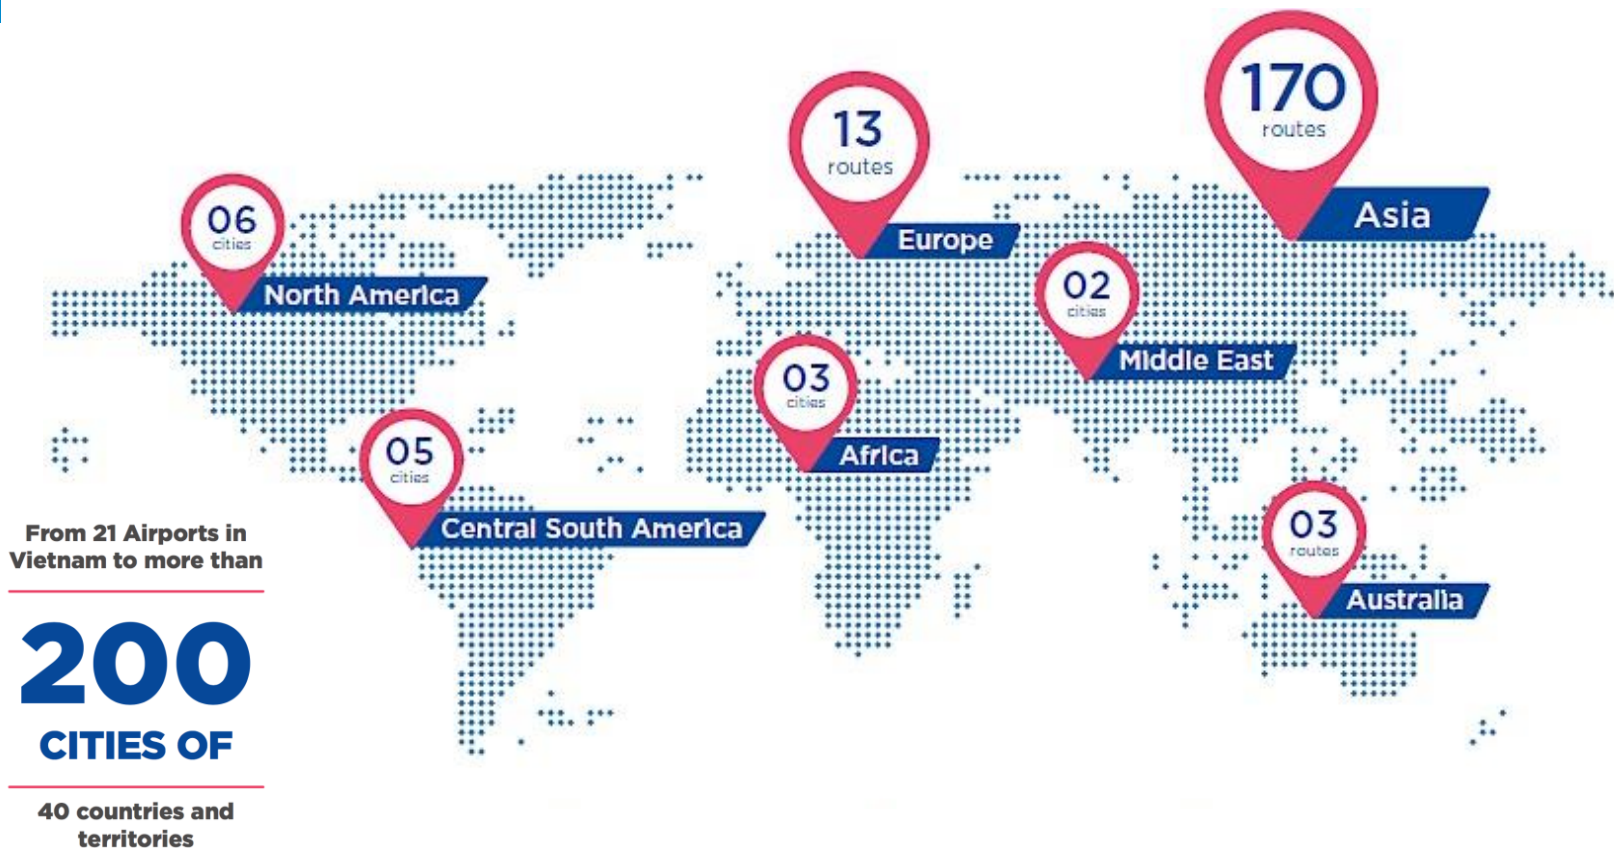 170
routes
Asia
13
routes
Europe
06
cities
North America
02
cities
Middle East
03
cities
Africa
05
cities
Central South America
03
routes
Australia
From 21 Airports in
Vietnam to more than
200
CITIES OF
40 countries and
territories